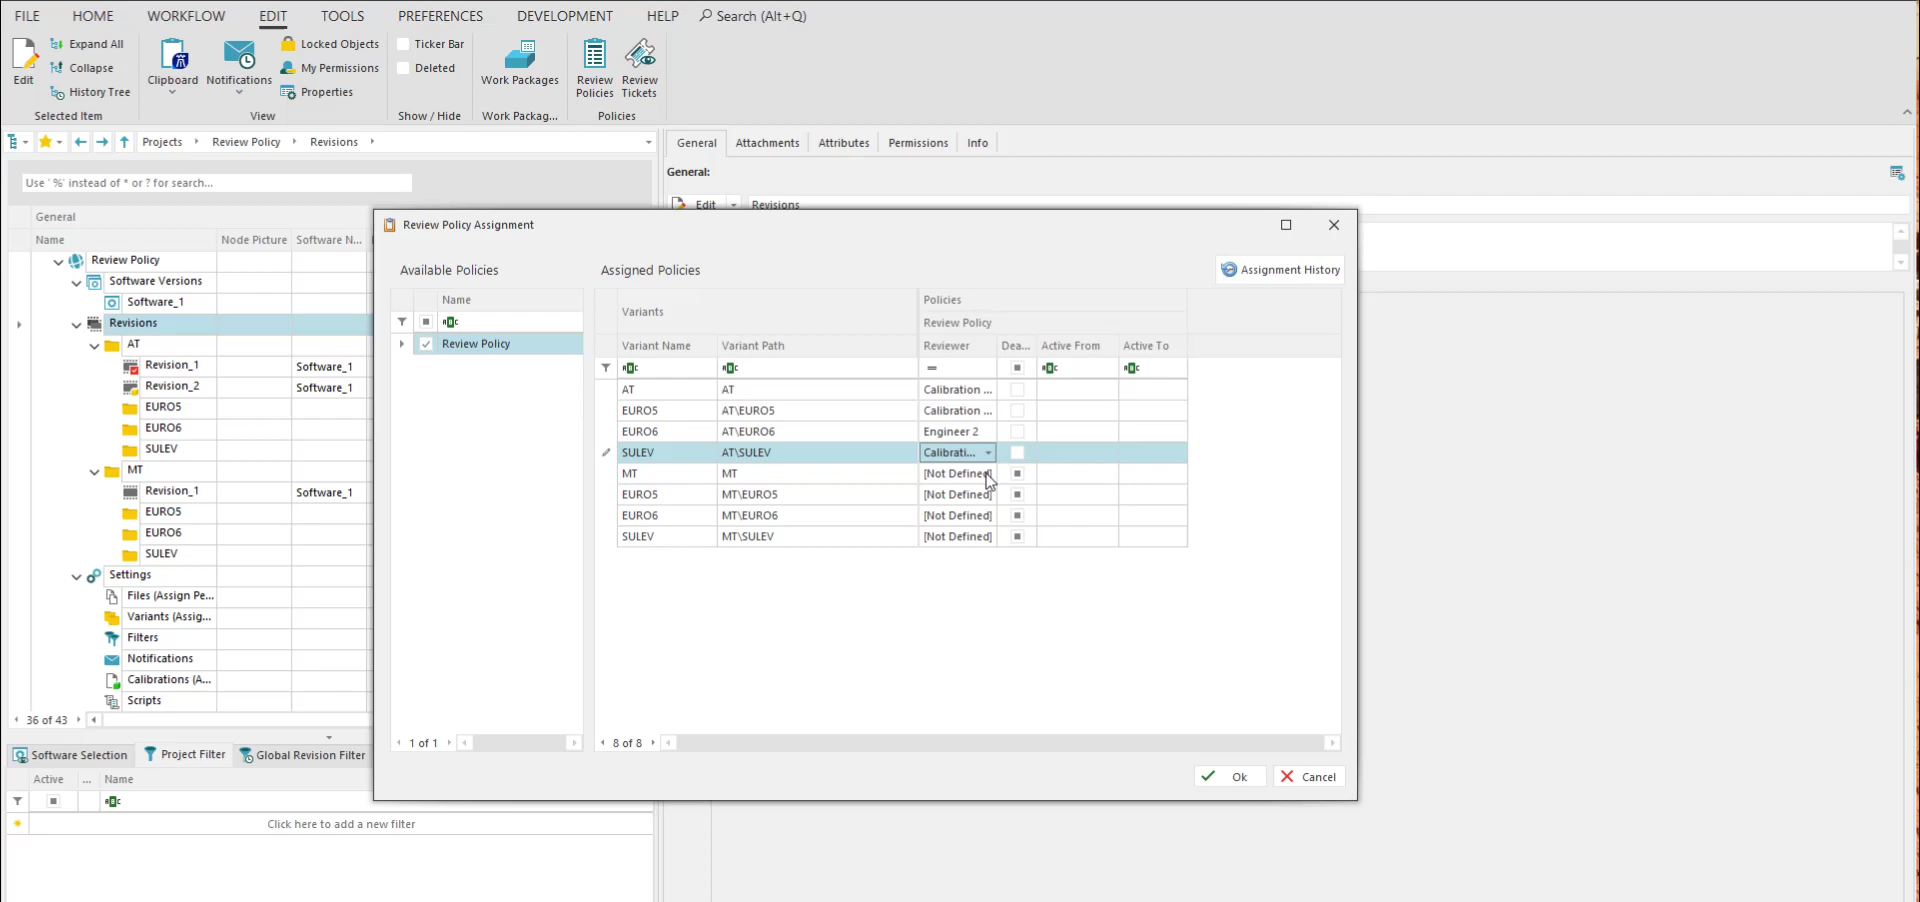 FILE HOME WORKFLOW EDIT TOOLS PREFERENCES DEVELOPMENT HELP Search (Alt+Q)
Edit
Expand All
Collapse
History Tree
Selected Item
Clipboard
Notifications
Locked Objects
My Permissions
Properties
View
Ticker Bar
Deleted
Show / Hide
Work Packages
Work Packag...
Review Policies
Review Tickets
Policies
Projects Review Policy Revisions
General Attachments Attributes Permissions Info
General:
Edit Revisions
Use '%' instead of * or ? for search...
General
Name Node Picture Software N...
Review Policy
Software Versions
Software_1
Revisions
AT
Revision_1 Software_1
Revision_2 Software_1
EURO5
EURO6
SULEV
MT
Revision_1 Software_1
EURO5
EURO6
SULEV
Settings
Files (Assign Pe...
Variants (Assig...
Filters
Notifications
Calibrations (A...
Scripts
36 of 43
Software Selection Project Filter Global Revision Filter
Active ... Name
Click here to add a new filter
Review Policy Assignment
Available Policies Assigned Policies Assignment History
Name
Review Policy
1 of 1
Variants Policies
Review Policy
Variant Name Variant Path Reviewer Dea... Active From Active To
AT AT Calibration ...
EURO5 AT\EURO5 Calibration ...
EURO6 AT\EURO6 Engineer 2
SULEV AT\SULEV Calibrati...
MT MT [Not Defined]
EURO5 MT\EURO5 [Not Defined]
EURO6 MT\EURO6 [Not Defined]
SULEV MT\SULEV [Not Defined]
8 of 8
Ok Cancel